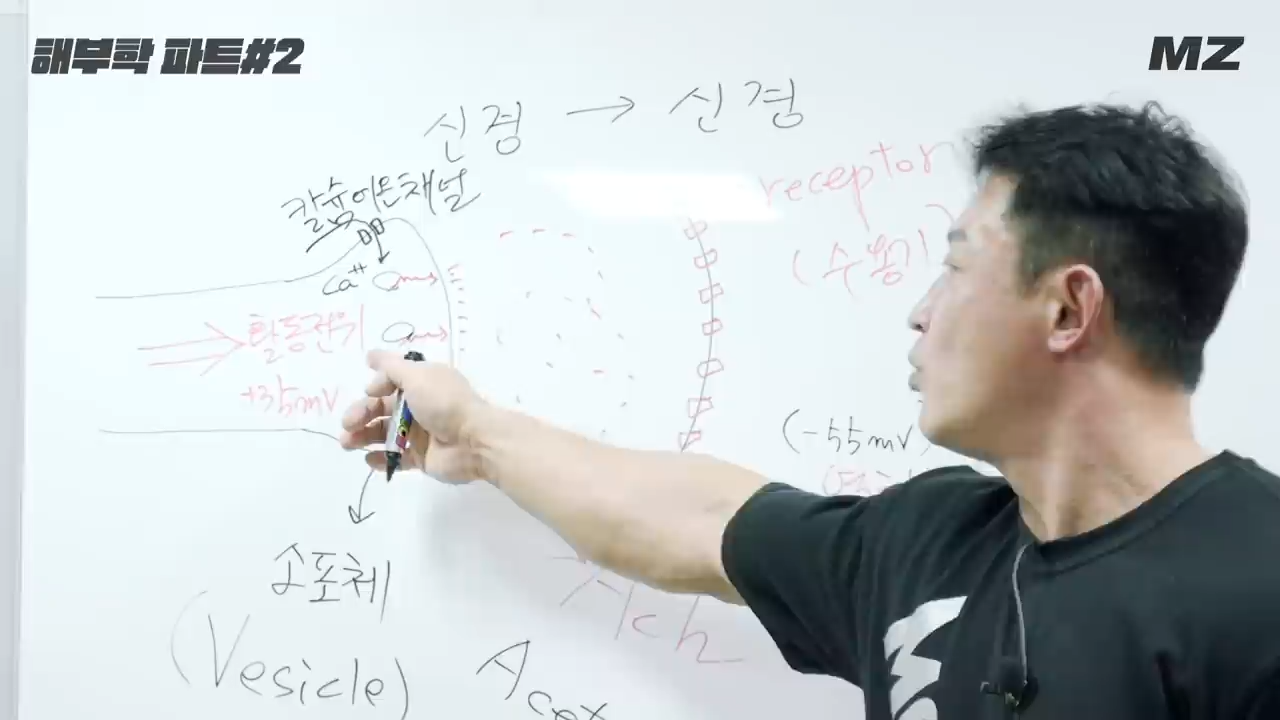 해부학 파트#2
MZ
신경 → 신경
칼슘이온채널
receptor
(수용기)
Ca++
활동전위
+35mV
(-55mV)
소포체
(Vesicle)
Ach
Acet